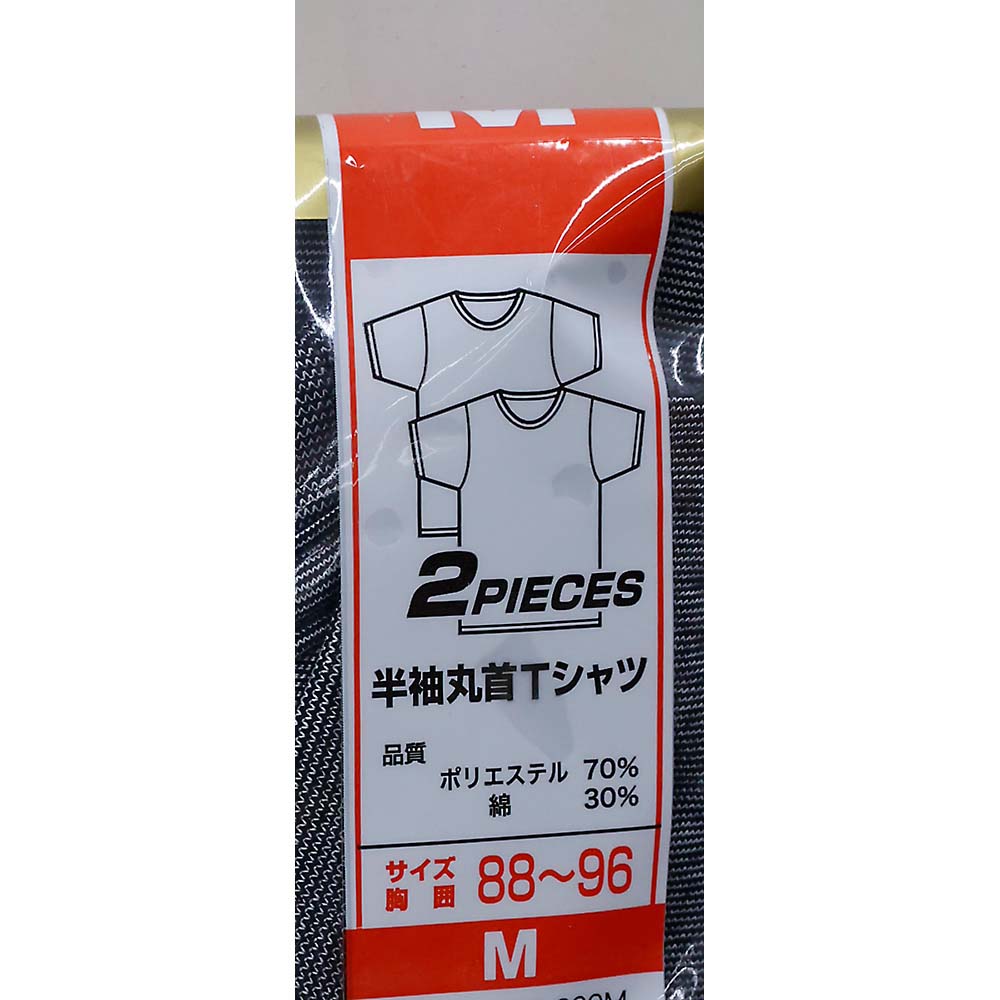 M
2PIECES
半袖丸首Tシャツ
品質
ポリエステル 70%
綿 30%
サイズ
胸囲 88～96
M